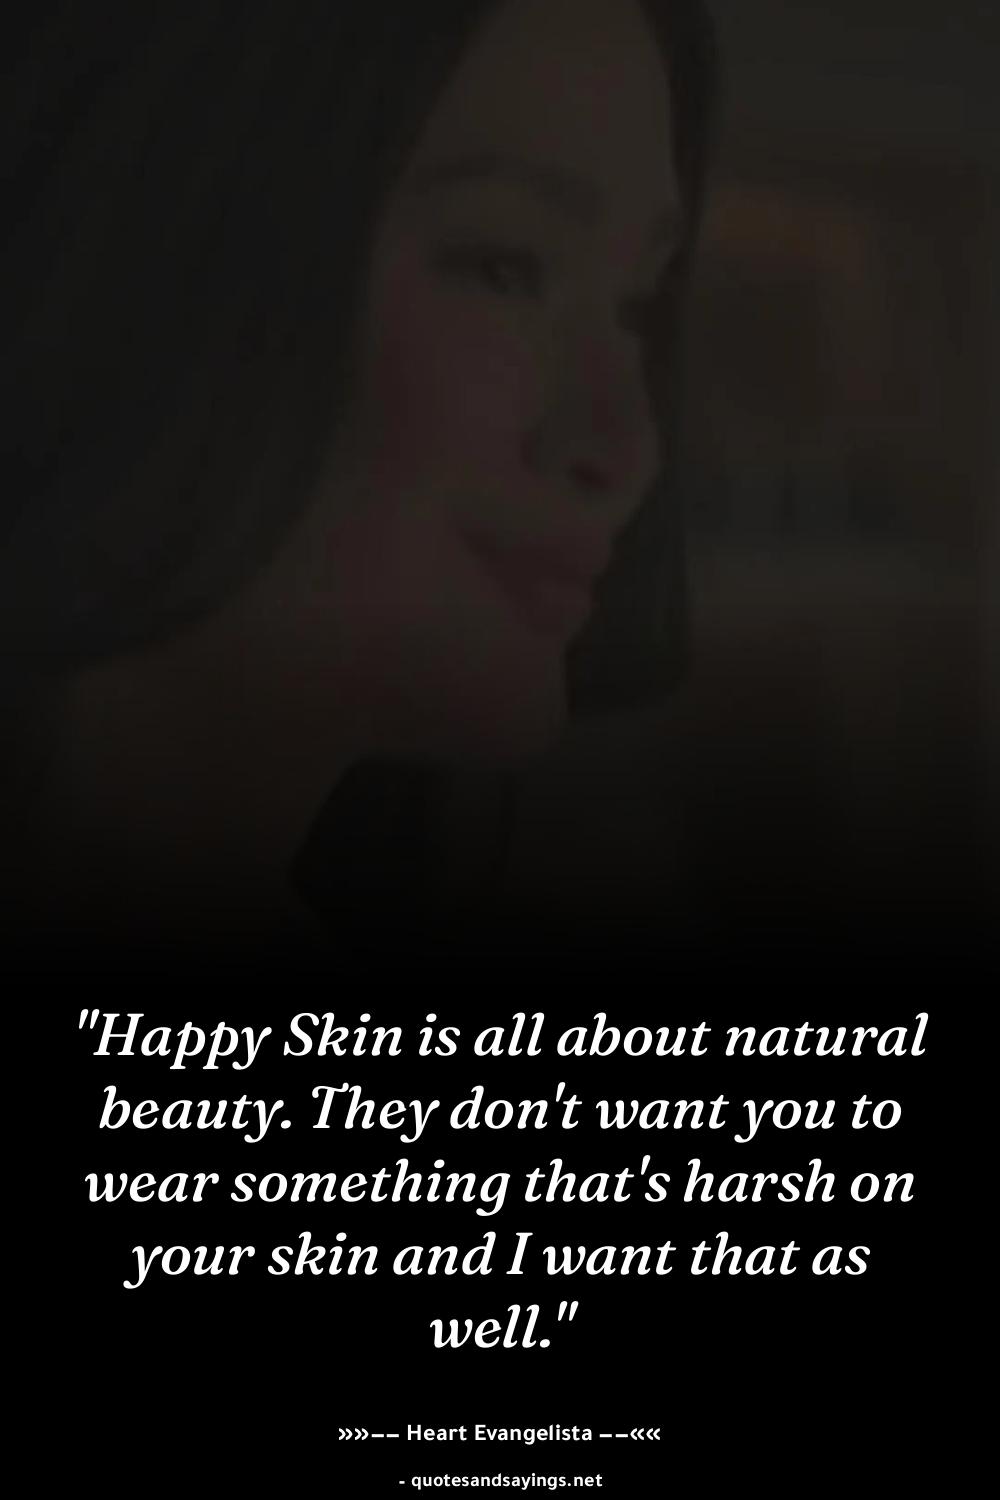 "Happy Skin is all about natural
beauty. They don't want you to
wear something that's harsh on
your skin and I want that as
well."
»»–– Heart Evangelista ––««
- quotesandsayings.net